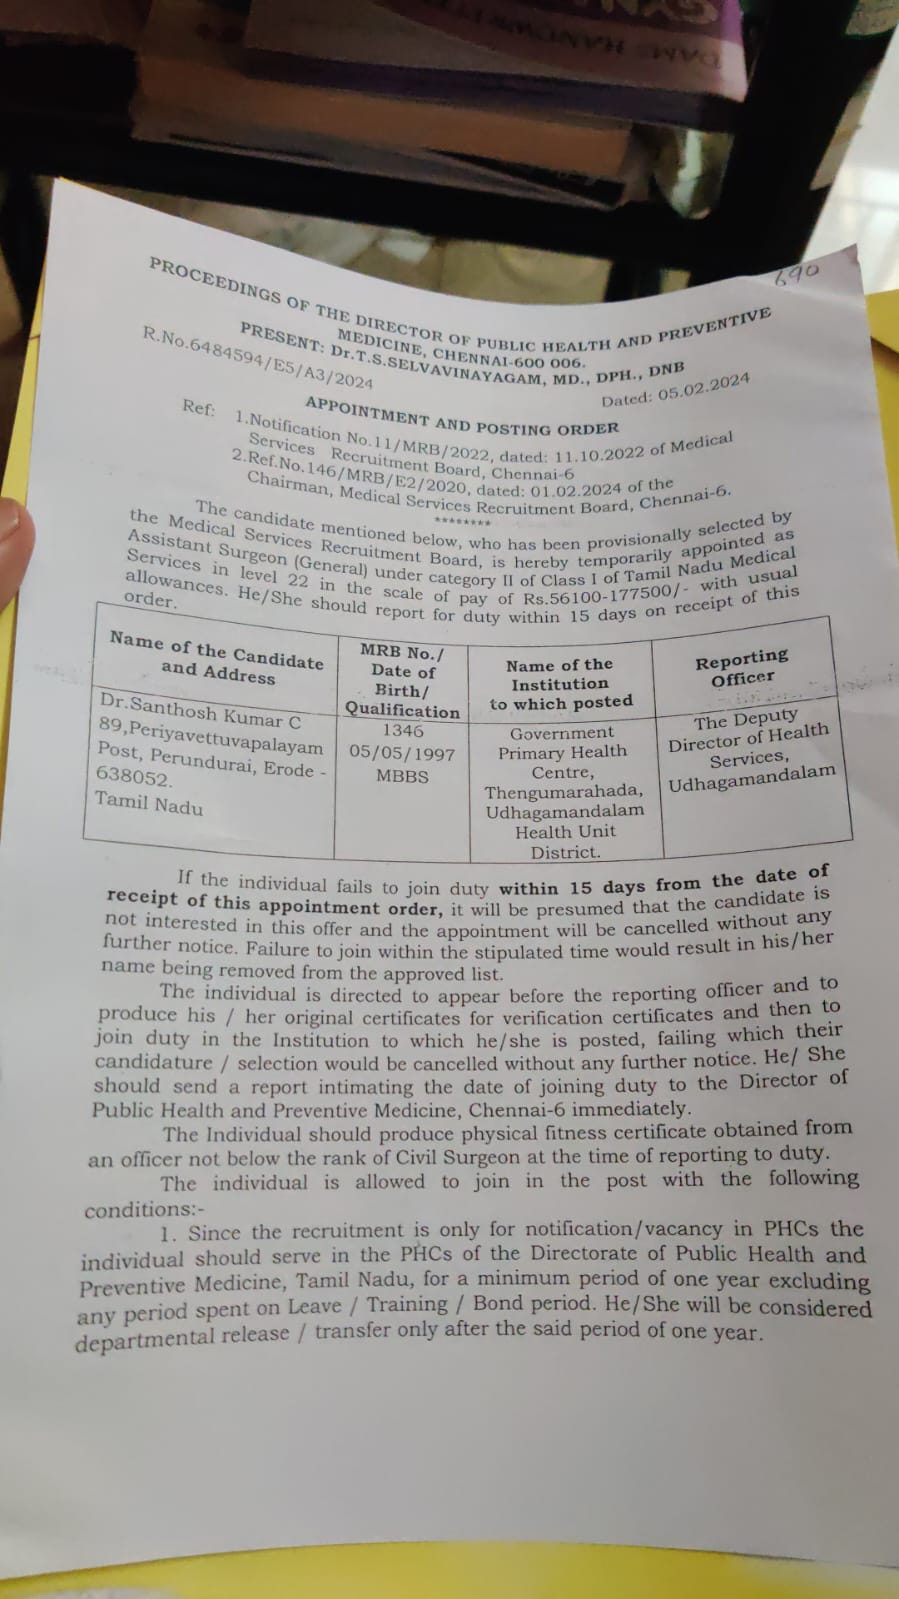 690
PROCEEDINGS OF THE DIRECTOR OF PUBLIC HEALTH AND PREVENTIVE
MEDICINE, CHENNAI-600 006.
PRESENT: Dr.T.S.SELVAVINAYAGAM, MD., DPH., DNB
R.No.6484594/E5/A3/2024
Dated: 05.02.2024
APPOINTMENT AND POSTING ORDER
Ref: 1.Notification No.11/MRB/2022, dated: 11.10.2022 of Medical
Services Recruitment Board, Chennai-6
2.Ref.No.146/MRB/E2/2020, dated: 01.02.2024 of the
Chairman, Medical Services Recruitment Board, Chennai-6.
********
The candidate mentioned below, who has been provisionally selected by
the Medical Services Recruitment Board, is hereby temporarily appointed as
Assistant Surgeon (General) under category II of Class I of Tamil Nadu Medical
Services in level 22 in the scale of pay of Rs.56100-177500/- with usual
allowances. He/She should report for duty within 15 days on receipt of this
order.
Name of the Candidate
and Address
MRB No./
Date of
Birth/
Qualification
Name of the
Institution
to which posted
Reporting
Officer
Dr.Santhosh Kumar C
89,Periyavettuvapalayam
Post, Perundurai, Erode -
638052.
Tamil Nadu
1346
05/05/1997
MBBS
Government
Primary Health
Centre,
Thengumarahada,
Udhagamandalam
Health Unit
District.
The Deputy
Director of Health
Services,
Udhagamandalam
If the individual fails to join duty within 15 days from the date of
receipt of this appointment order, it will be presumed that the candidate is
not interested in this offer and the appointment will be cancelled without any
further notice. Failure to join within the stipulated time would result in his/her
name being removed from the approved list.
The individual is directed to appear before the reporting officer and to
produce his / her original certificates for verification certificates and then to
join duty in the Institution to which he/she is posted, failing which their
candidature / selection would be cancelled without any further notice. He/ She
should send a report intimating the date of joining duty to the Director of
Public Health and Preventive Medicine, Chennai-6 immediately.
The Individual should produce physical fitness certificate obtained from
an officer not below the rank of Civil Surgeon at the time of reporting to duty.
The individual is allowed to join in the post with the following
conditions:-
1. Since the recruitment is only for notification/vacancy in PHCs the
individual should serve in the PHCs of the Directorate of Public Health and
Preventive Medicine, Tamil Nadu, for a minimum period of one year excluding
any period spent on Leave / Training / Bond period. He/She will be considered
departmental release / transfer only after the said period of one year.